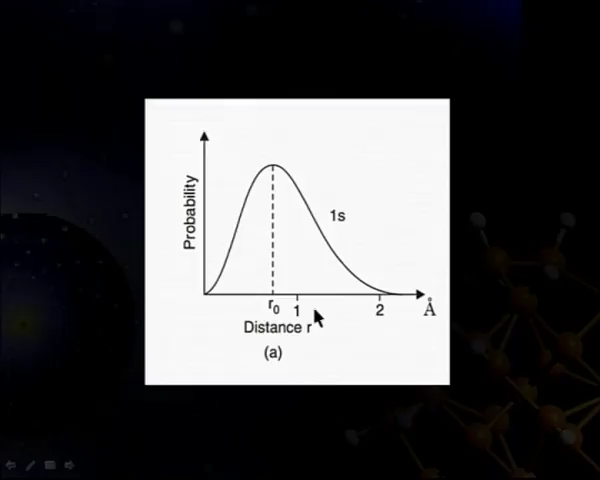 Probability
1s
r₀ 1 2 Å
Distance r
(a)